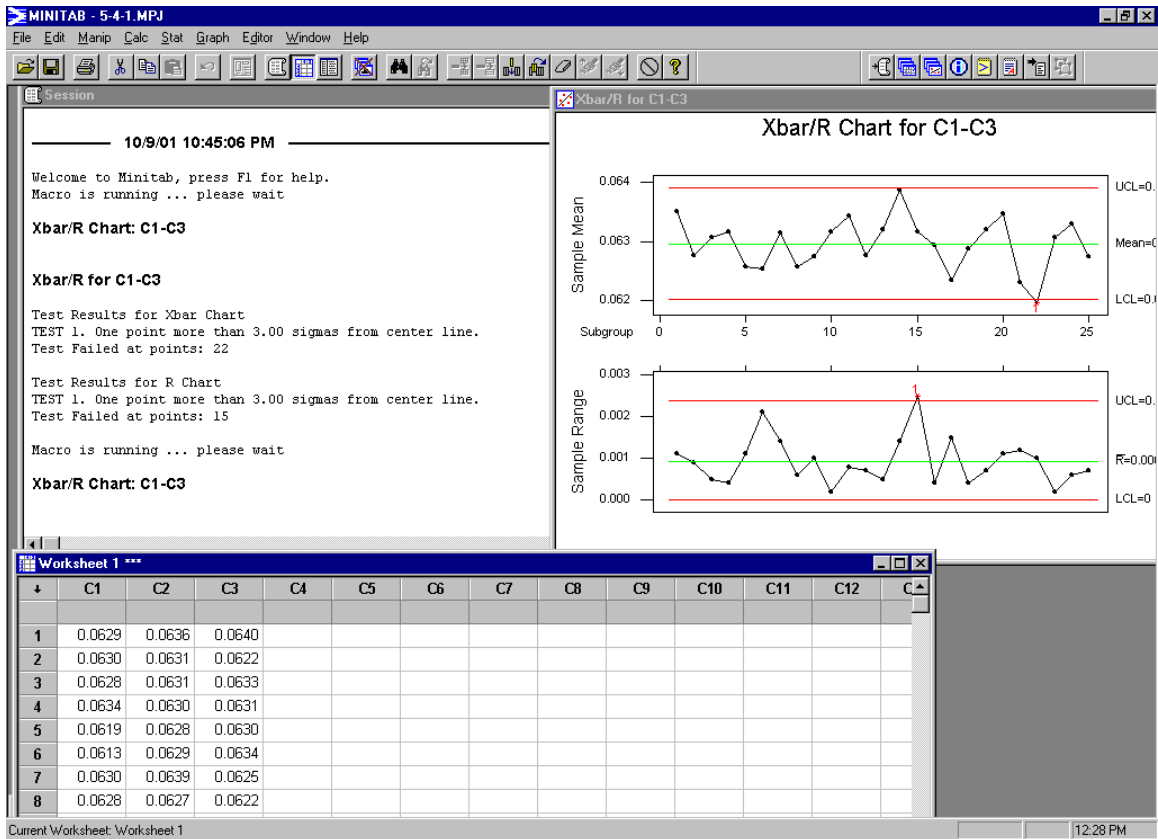 MINITAB - 5-4-1.MPJ
File Edit Manip Calc Stat Graph Editor Window Help
Session
10/9/01 10:45:06 PM
Welcome to Minitab, press F1 for help.
Macro is running ... please wait
Xbar/R Chart: C1-C3
Xbar/R for C1-C3
Test Results for Xbar Chart
TEST 1. One point more than 3.00 sigmas from center line.
Test Failed at points: 22
Test Results for R Chart
TEST 1. One point more than 3.00 sigmas from center line.
Test Failed at points: 15
Macro is running ... please wait
Xbar/R Chart: C1-C3
Xbar/R for C1-C3
Xbar/R Chart for C1-C3
Sample Mean
0.064
0.063
0.062
UCL=0.
Mean=0
LCL=0.0
1
Subgroup 0 5 10 15 20 25
Sample Range
0.003
0.002
0.001
0.000
1
UCL=0.
R=0.000
LCL=0
Worksheet 1 ***
C1 C2 C3 C4 C5 C6 C7 C8 C9 C10 C11 C12 C
1 0.0629 0.0636 0.0640
2 0.0630 0.0631 0.0622
3 0.0628 0.0631 0.0633
4 0.0634 0.0630 0.0631
5 0.0619 0.0628 0.0630
6 0.0613 0.0629 0.0634
7 0.0630 0.0639 0.0625
8 0.0628 0.0627 0.0622
Current Worksheet: Worksheet 1
12:28 PM